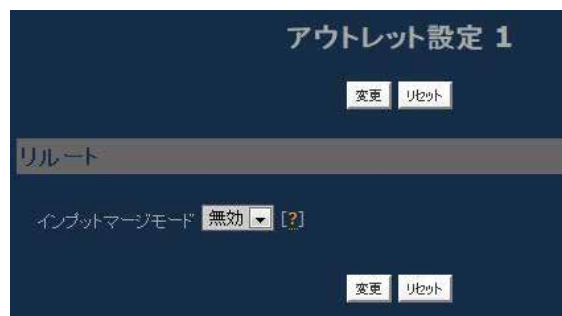 アウトレット設定 1
変更 リセット
リルート
インプットマージモード 無効 [?]
変更 リセット